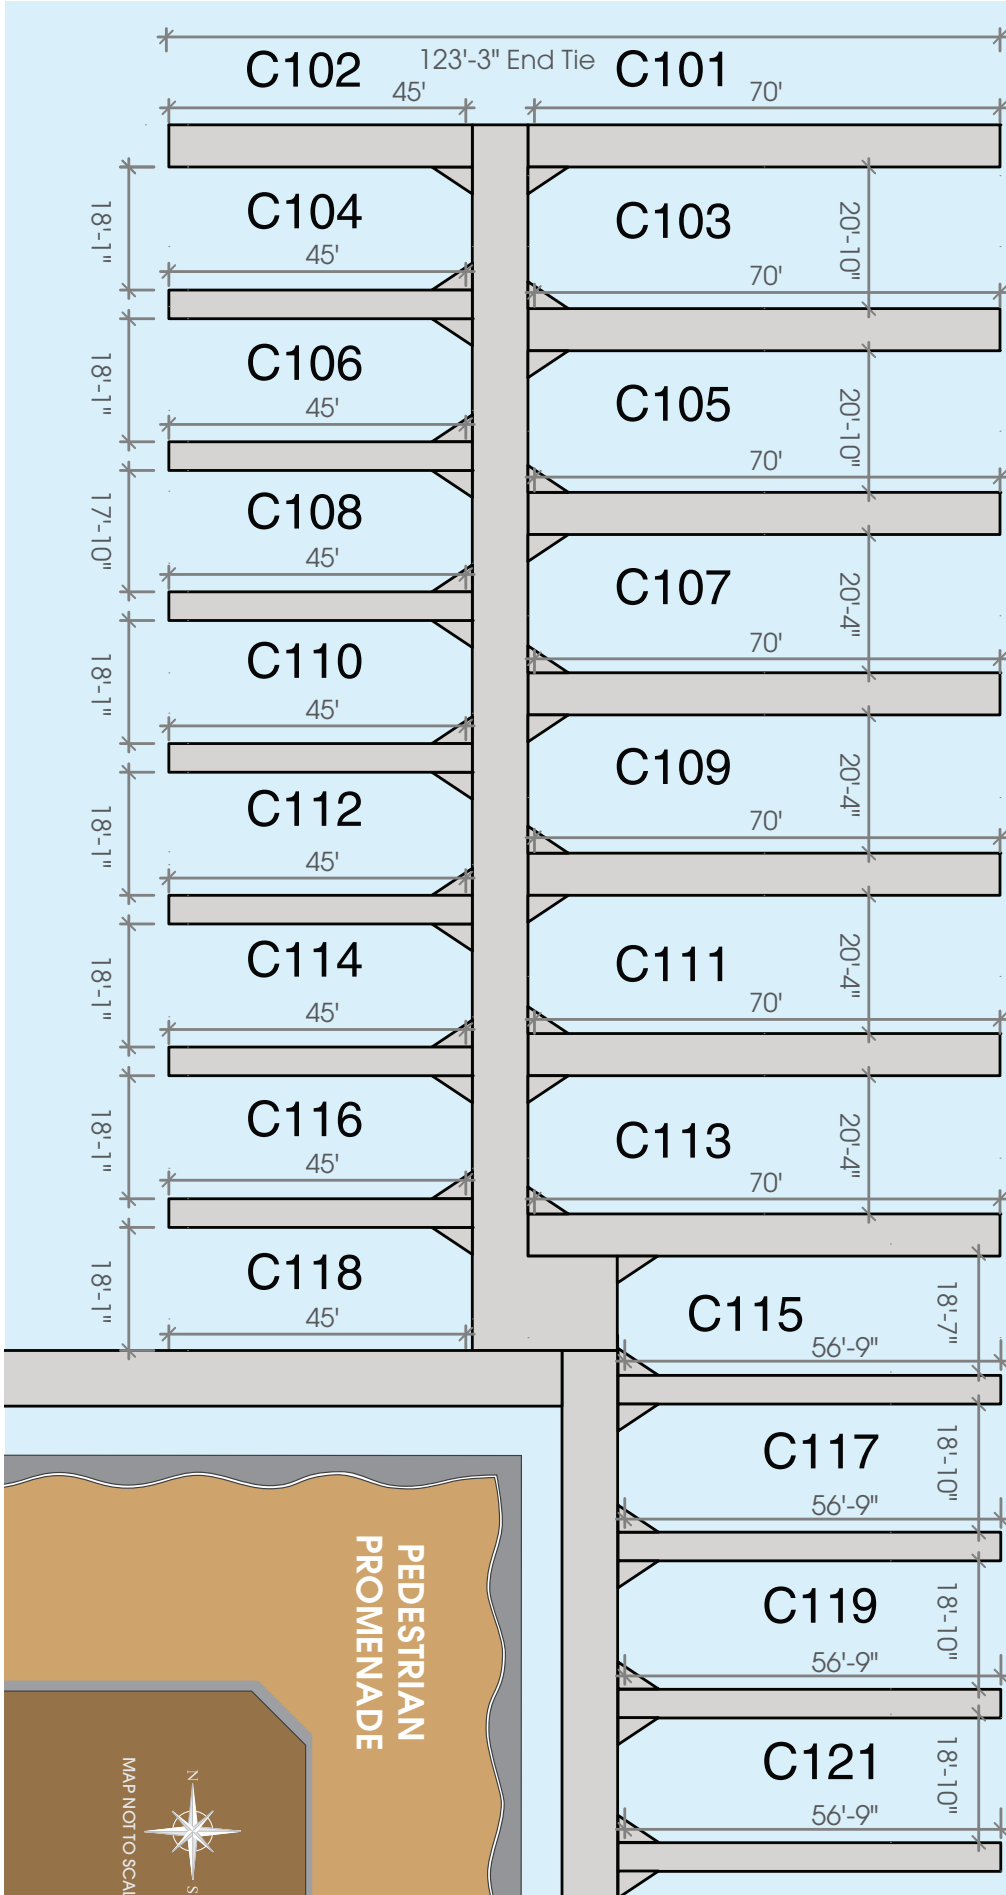 123'-3" End Tie
C102
C101
45'
70'
C104
C103
18'-1"
20'-10"
45'
70'
C106
C105
18'-1"
20'-10"
45'
70'
C108
C107
17'-10"
20'-4"
45'
70'
C110
C109
18'-1"
20'-4"
45'
70'
C112
C111
18'-1"
20'-4"
45'
70'
C114
C113
18'-1"
20'-4"
45'
70'
C116
18'-1"
45'
C118
18'-1"
45'
C115
18'-7"
56'-9"
C117
18'-10"
56'-9"
C119
18'-10"
56'-9"
C121
18'-10"
56'-9"
PEDESTRIAN
PROMENADE
N
S
MAP NOT TO SCAL